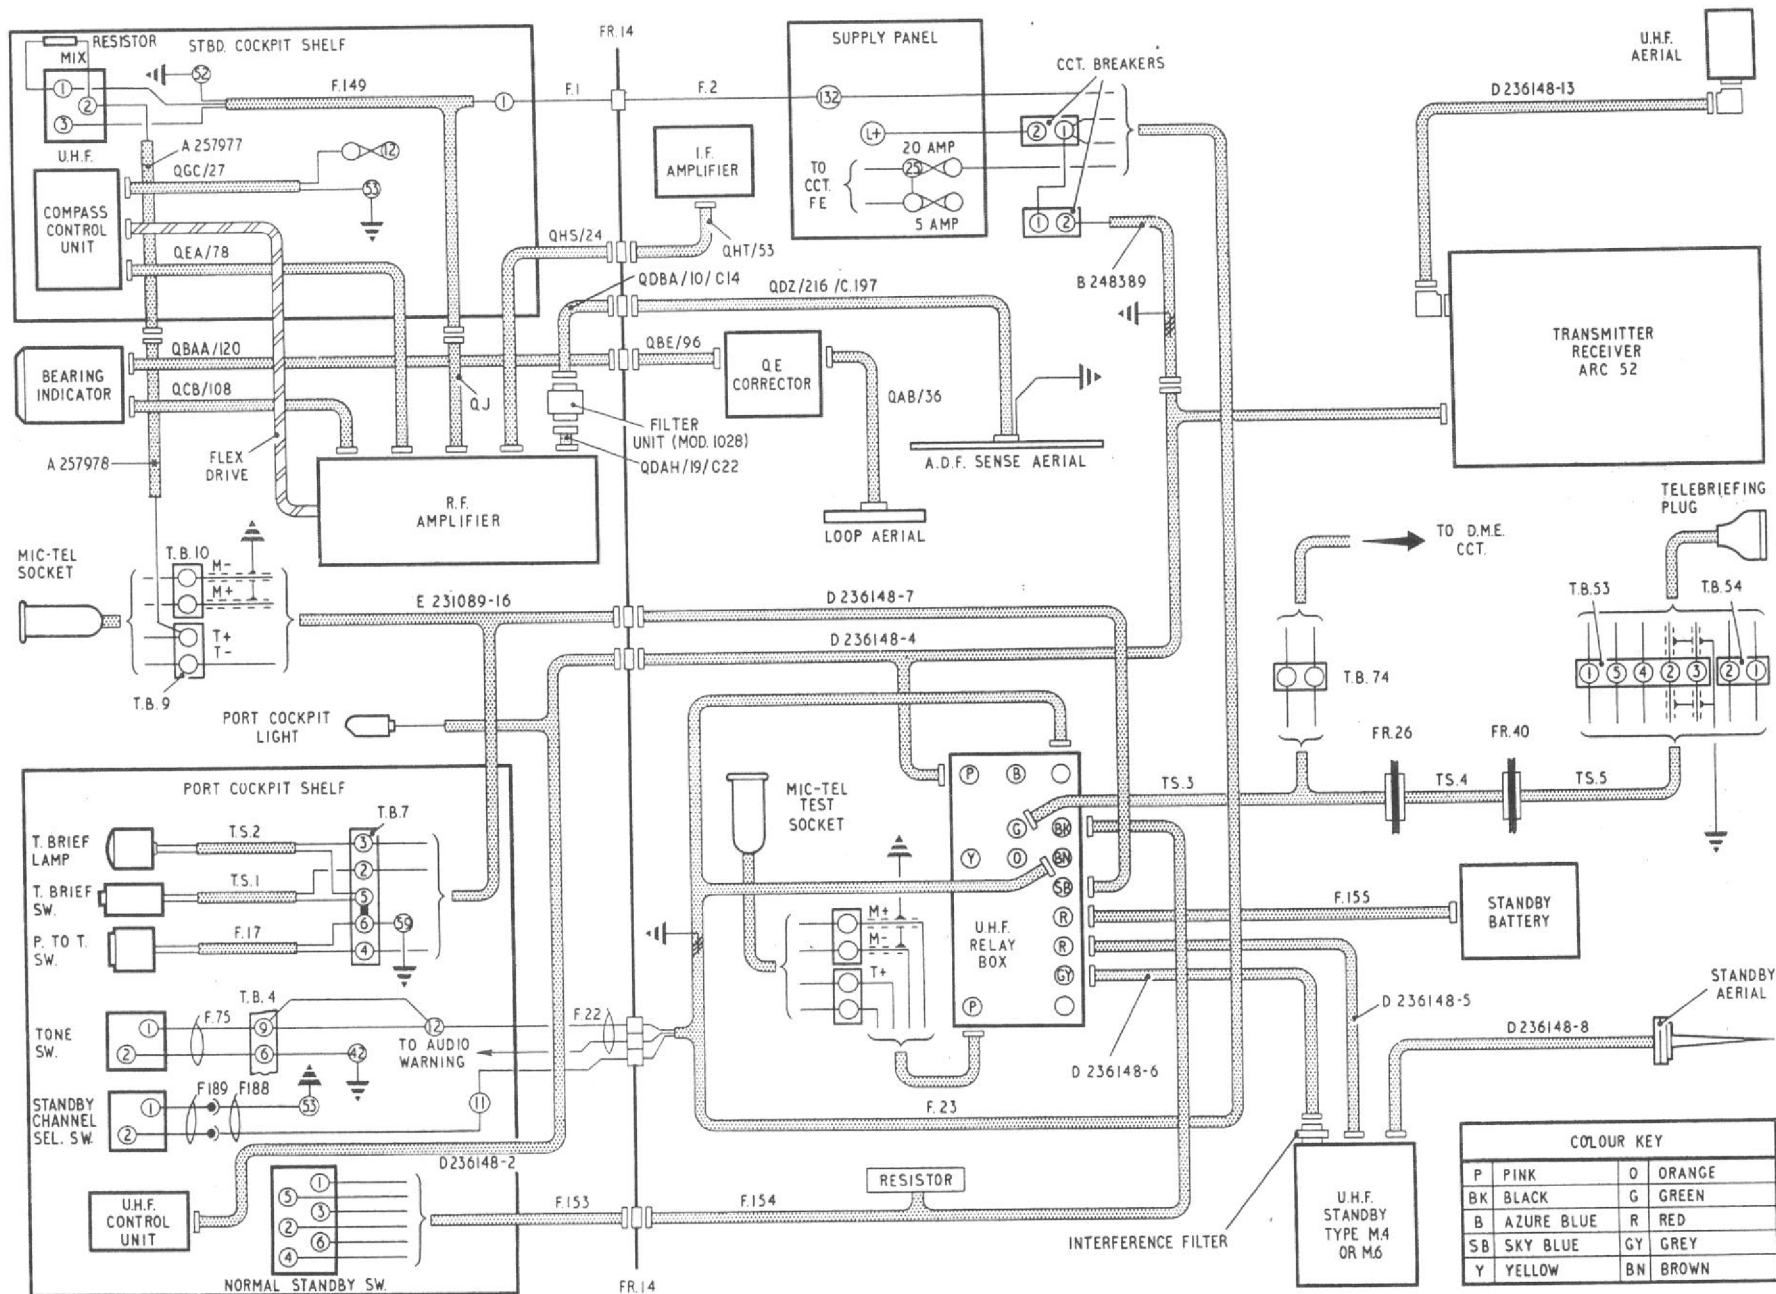 RESISTOR
MIX
STBD. COCKPIT SHELF
52
1
2
3
F.149
1
F.1
FR.14
F.2
U.H.F.
A 257977
QGC/27
12
53
COMPASS
CONTROL
UNIT
QEA/78
SUPPLY PANEL
132
L+
20 AMP
25
TO
CCT.
FE
5 AMP
CCT. BREAKERS
2
1
1
2
B 248389
I.F.
AMPLIFIER
QHS/24
QHT/53
QDBA/10/C14
QDZ/216/C.197
U.H.F.
AERIAL
D 236148-13
TRANSMITTER
RECEIVER
ARC 52
BEARING
INDICATOR
QBAA/120
QCB/108
QBE/96
Q.E
CORRECTOR
QAB/36
QJ
FILTER
UNIT (MOD. 1028)
QDAH/19/C22
A 257978
FLEX
DRIVE
R.F.
AMPLIFIER
A.D.F. SENSE AERIAL
LOOP AERIAL
MIC-TEL
SOCKET
T.B.10
M-
M+
T+
T-
T.B.9
E 231089-16
D 236148-7
D 236148-4
TO D.M.E.
CCT.
TELEBRIEFING
PLUG
T.B.53
T.B.54
1
5
4
2
3
2
1
T.B.74
PORT COCKPIT
LIGHT
FR.26
FR.40
TS.3
TS.4
TS.5
PORT COCKPIT SHELF
T.B.7
T. BRIEF
LAMP
T.S.2
3
2
T. BRIEF
SW.
T.S.1
5
P. TO T.
SW.
F.17
6
59
4
TONE
SW.
1
2
F.75
T.B.4
9
6
12
42
TO AUDIO
WARNING
F.22
STANDBY
CHANNEL
SEL. SW.
1
2
F189
F188
53
11
D236148-2
U.H.F.
CONTROL
UNIT
1
5
3
2
6
4
NORMAL STANDBY SW.
F.153
F.154
FR.14
MIC-TEL
TEST
SOCKET
M+
M-
T+
P
B
G
BK
Y
O
BN
SB
R
R
GY
P
U.H.F.
RELAY
BOX
F.155
STANDBY
BATTERY
D 236148-5
D 236148-6
STANDBY
AERIAL
D 236148-8
F.23
RESISTOR
INTERFERENCE FILTER
U.H.F.
STANDBY
TYPE M.4
OR M.6
COLOUR KEY
P PINK O ORANGE
BK BLACK G GREEN
B AZURE BLUE R RED
SB SKY BLUE GY GREY
Y YELLOW BN BROWN